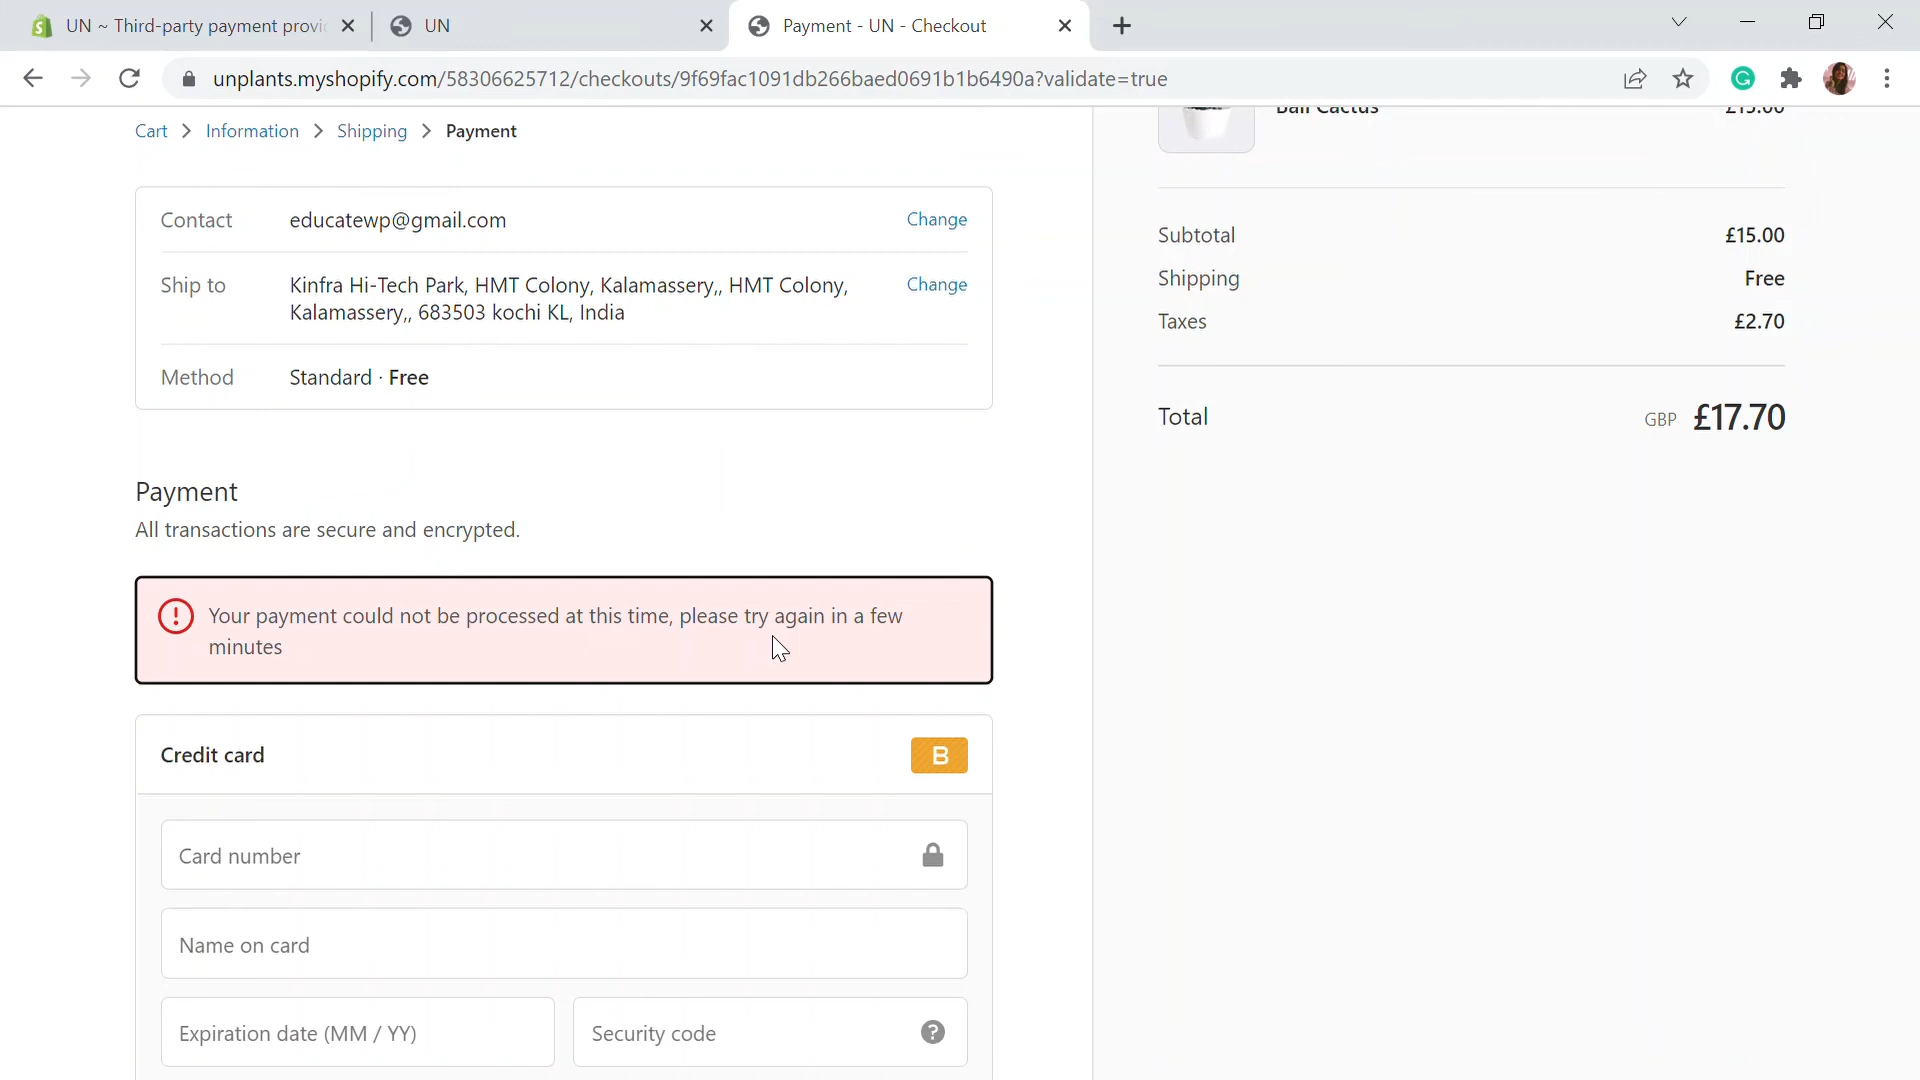 UN ~ Third-party payment provi
UN
Payment - UN - Checkout
unplants.myshopify.com/58306625712/checkouts/9f69fac1091db266baed0691b1b6490a?validate=true
Cart > Information > Shipping > Payment
Contact educatewp@gmail.com Change
Ship to Kinfra Hi-Tech Park, HMT Colony, Kalamassery,, HMT Colony, Change
Kalamassery,, 683503 kochi KL, India
Method Standard · Free
Payment
All transactions are secure and encrypted.
Your payment could not be processed at this time, please try again in a few
minutes
Credit card B
Card number
Name on card
Expiration date (MM / YY) Security code
Ball Cactus £15.00
Subtotal £15.00
Shipping Free
Taxes £2.70
Total GBP £17.70